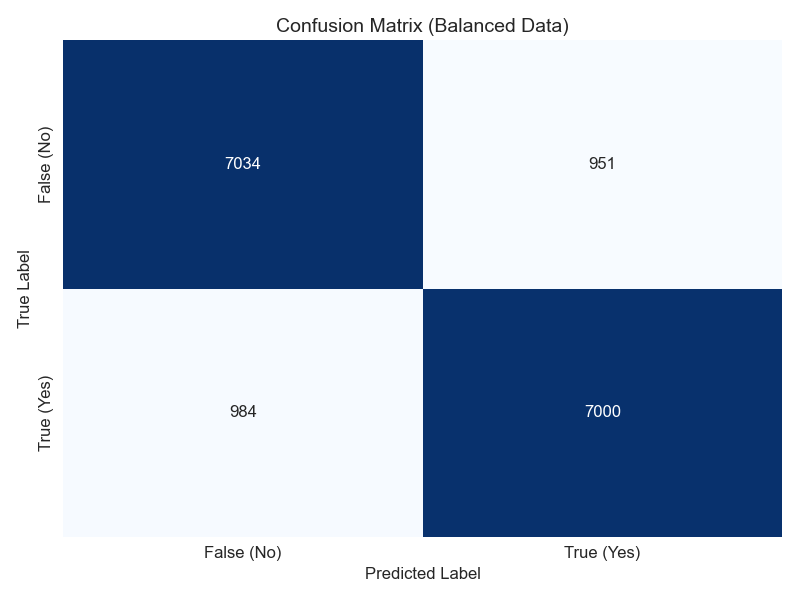 Confusion Matrix (Balanced Data)
True Label
False (No)
7034
951
True (Yes)
984
7000
False (No)
True (Yes)
Predicted Label